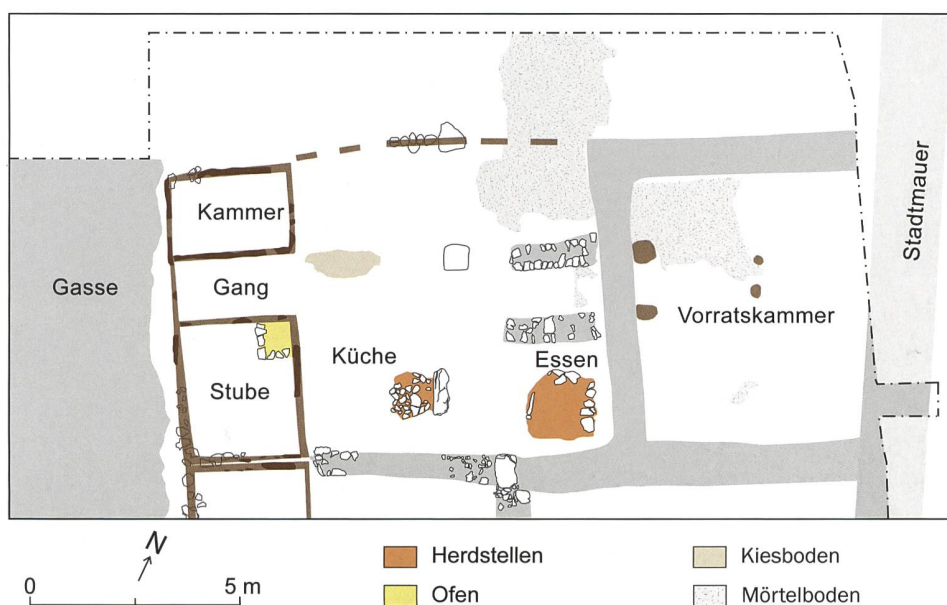 Kammer
Gasse
Gang
Stube
Küche
Essen
Vorratskammer
Stadtmauer
N
0 5 m
Herdstellen
Ofen
Kiesboden
Mörtelboden